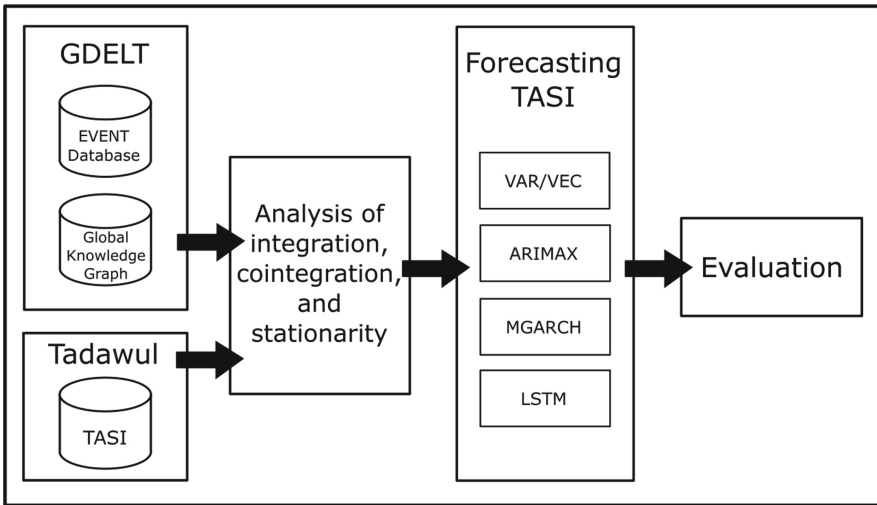 GDELT
EVENT
Database
Global
Knowledge
Graph
Tadawul
TASI
Analysis of
integration,
cointegration,
and
stationarity
Forecasting
TASI
VAR/VEC
ARIMAX
MGARCH
LSTM
Evaluation